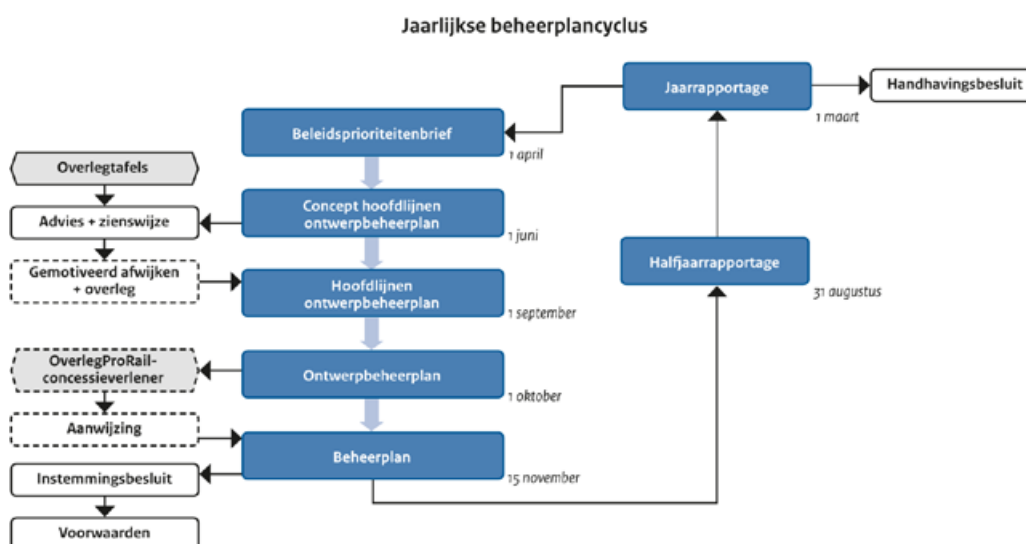 Jaarlijkse beheerplancyclus
Jaarrapportage
1 maart
Handhavingsbesluit
Beleidsprioriteitenbrief
1 april
Overlegtafels
Concept hoofdlijnen
ontwerpbeheerplan
1 juni
Advies + zienswijze
Halfjaarrapportage
31 augustus
Gemotiveerd afwijken
+ overleg
Hoofdlijnen
ontwerpbeheerplan
1 september
OverlegProRail-
concessieverlener
Ontwerpbeheerplan
1 oktober
Aanwijzing
Beheerplan
15 november
Instemmingsbesluit
Voorwaarden